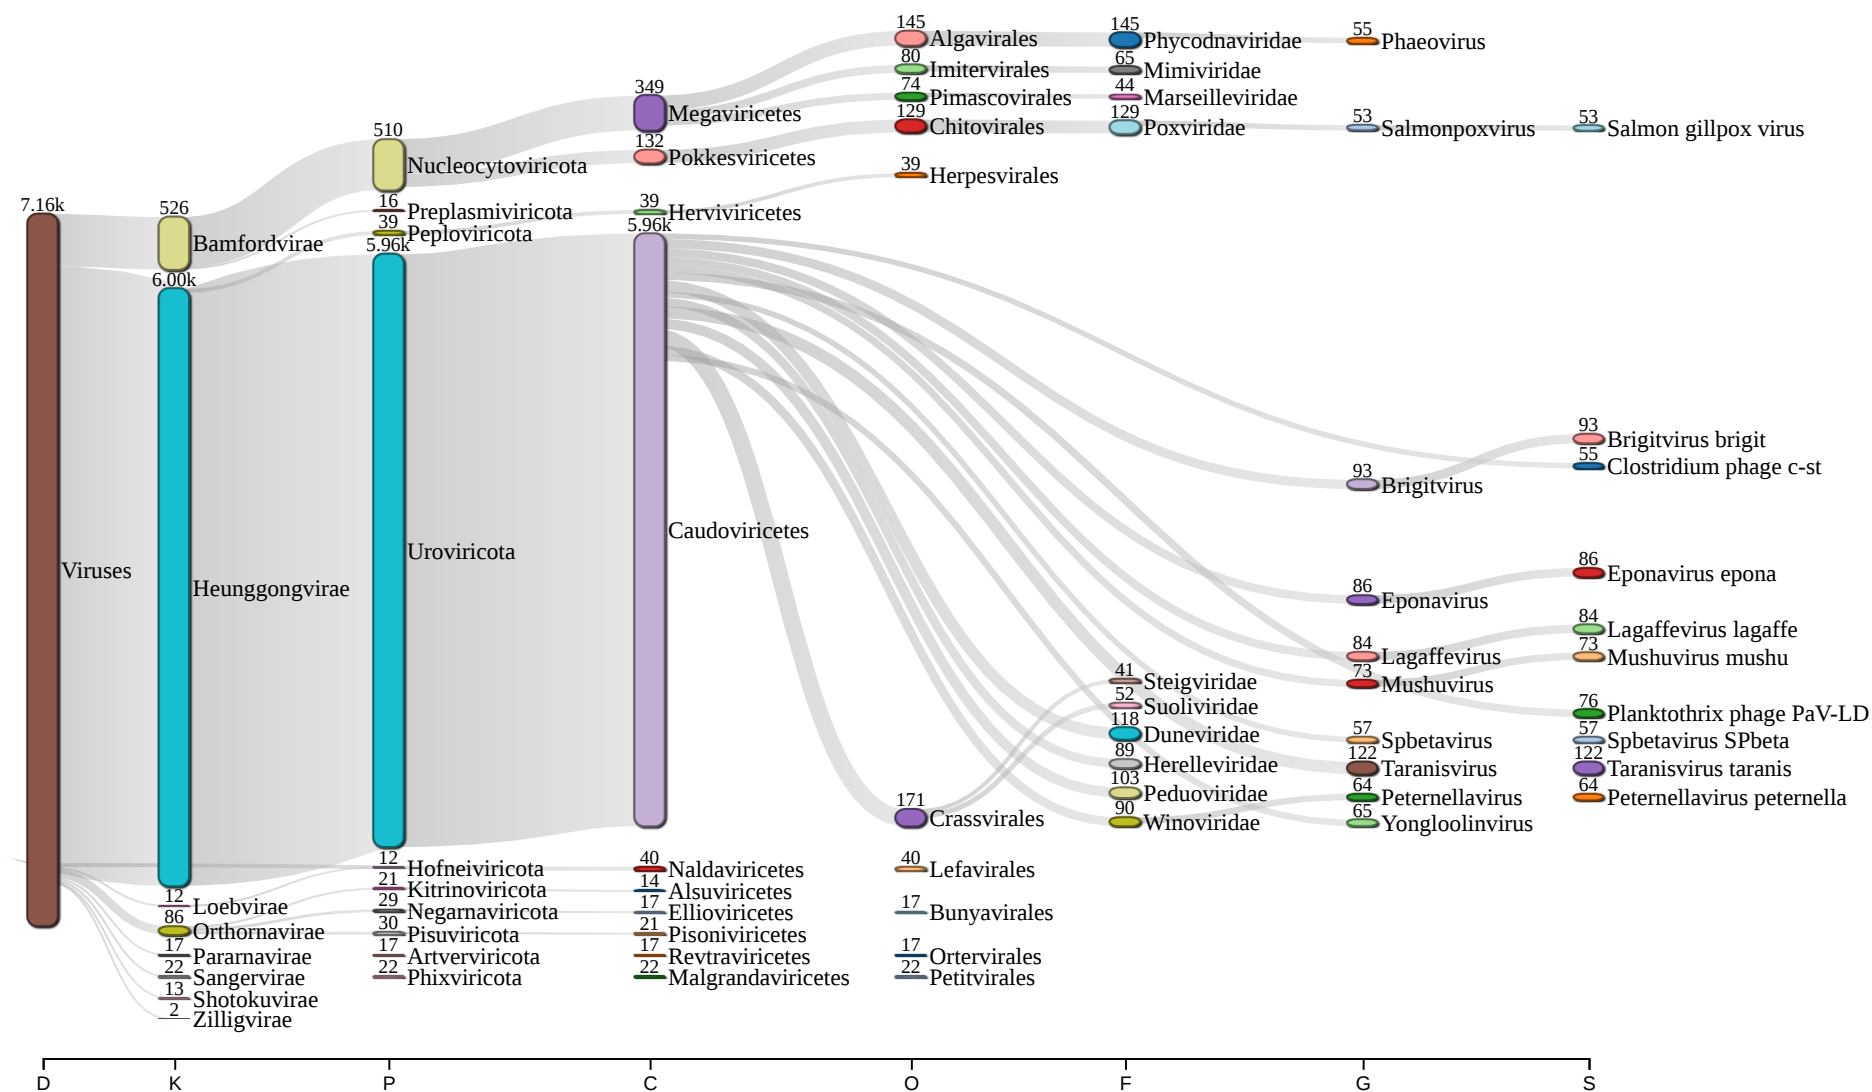 7.16k
Viruses
526
Bamfordvirae
6.00k
Heunggongvirae
12
Loebvirae
86
Orthornavirae
17
Pararnavirae
22
Sangervirae
13
Shotokuvirae
2
Zilligvirae
510
Nucleocytoviricota
16
Preplasmiviricota
39
Peploviricota
5.96k
Uroviricota
12
Hofneiviricota
21
Kitrinoviricota
29
Negarnaviricota
30
Pisuviricota
17
Artverviricota
22
Phixviricota
349
Megaviricetes
132
Pokkesviricetes
39
Herviviricetes
5.96k
Caudoviricetes
40
Naldaviricetes
14
Alsuviricetes
17
Ellioviricetes
21
Pisoniviricetes
17
Revtraviricetes
22
Malgrandaviricetes
145
Algavirales
80
Imitervirales
74
Pimascovirales
129
Chitovirales
39
Herpesvirales
171
Crassvirales
40
Lefavirales
17
Bunyavirales
17
Ortervirales
22
Petitvirales
145
Phycodnaviridae
65
Mimiviridae
44
Marseilleviridae
129
Poxviridae
41
Steigviridae
52
Suoliviridae
118
Duneviridae
89
Herelleviridae
103
Peduoviridae
90
Winoviridae
55
Phaeovirus
53
Salmonpoxvirus
93
Brigitvirus
86
Eponavirus
84
Lagaffevirus
73
Mushuvirus
57
Spbetavirus
122
Taranisvirus
64
Peternellavirus
65
Yongloolinvirus
53
Salmon gillpox virus
93
Brigitvirus brigit
55
Clostridium phage c-st
86
Eponavirus epona
84
Lagaffevirus lagaffe
73
Mushuvirus mushu
76
Planktothrix phage PaV-LD
57
Spbetavirus SPbeta
122
Taranisvirus taranis
64
Peternellavirus peternella
D K P C O F G S